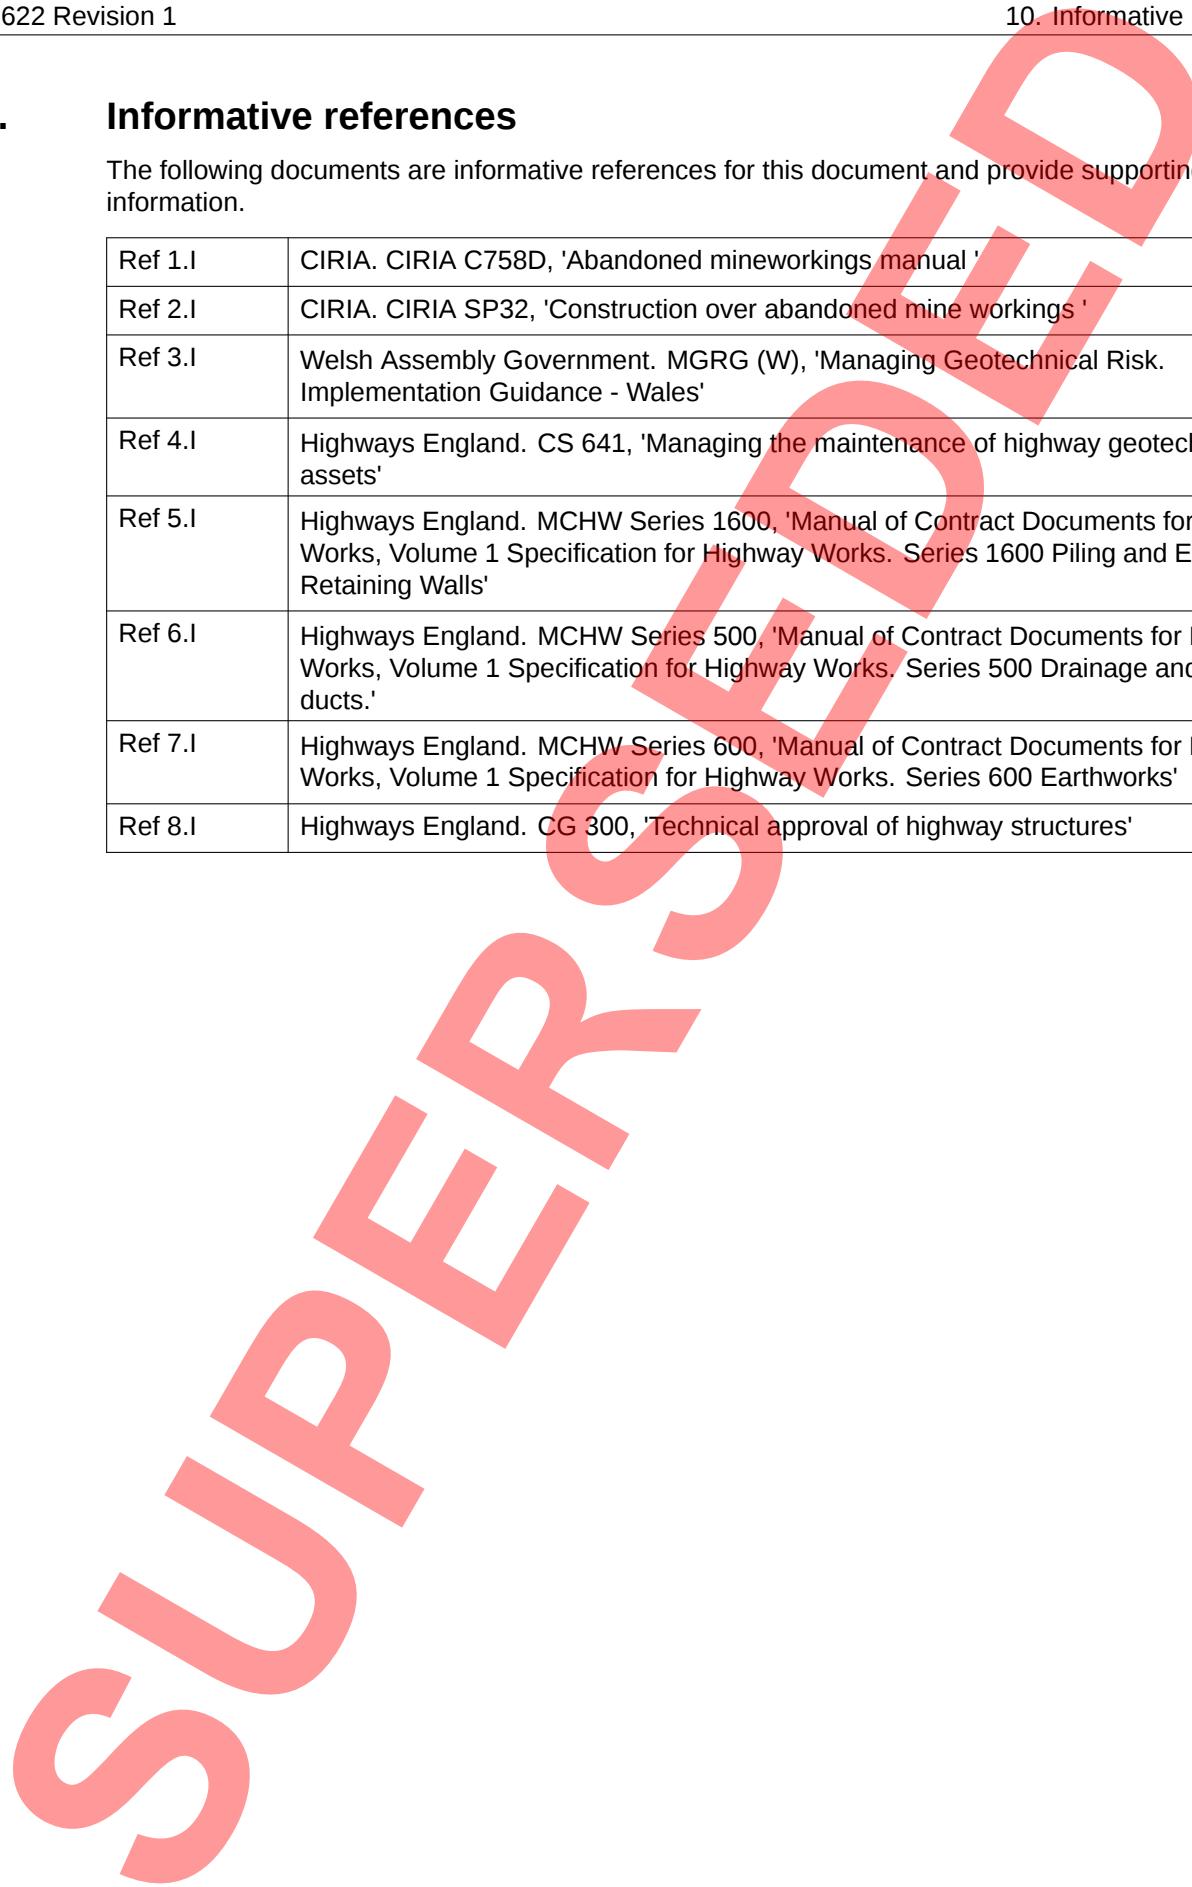 622 Revision 1
10. Informative
. Informative references
The following documents are informative references for this document and provide supporting
information.
Ref 1.I CIRIA. CIRIA C758D, 'Abandoned mineworkings manual '
Ref 2.I CIRIA. CIRIA SP32, 'Construction over abandoned mine workings '
Ref 3.I Welsh Assembly Government. MGRG (W), 'Managing Geotechnical Risk.
Implementation Guidance - Wales'
Ref 4.I Highways England. CS 641, 'Managing the maintenance of highway
assets'
Ref 5.I Highways England. MCHW Series 1600, 'Manual of Contract Documents for
Works, Volume 1 Specification for Highway Works. Series 1600 Piling and
Retaining Walls'
Ref 6.I Highways England. MCHW Series 500, 'Manual of Contract Documents for
Works, Volume 1 Specification for Highway Works. Series 500 Drainage and
ducts.'
Ref 7.I Highways England. MCHW Series 600, 'Manual of Contract Documents for
Works, Volume 1 Specification for Highway Works. Series 600 Earthworks'
Ref 8.I Highways England. CG 300, 'Technical approval of highway structures'
SUPERSEDED